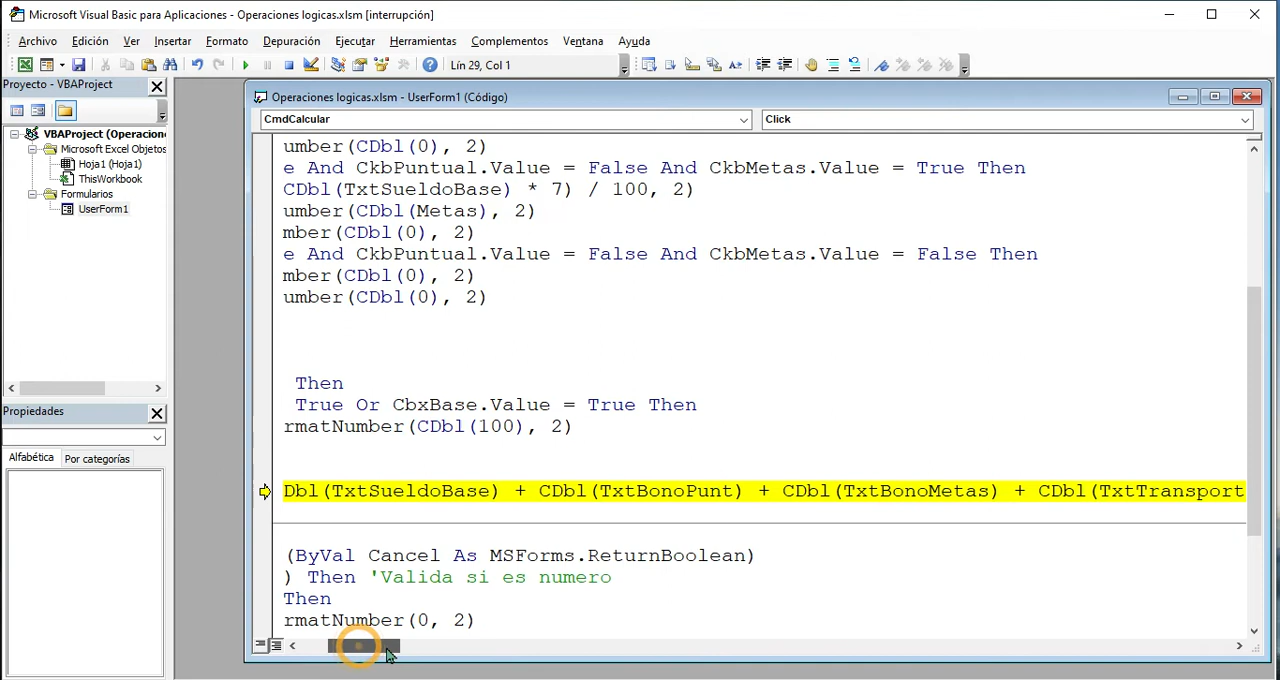 Microsoft Visual Basic para Aplicaciones - Operaciones logicas.xlsm [interrupción]
Archivo Edición Ver Insertar Formato Depuración Ejecutar Herramientas Complementos Ventana Ayuda
Lín 29, Col 1
Proyecto - VBAProject
VBAProject (Operacion
Microsoft Excel Objetos
Hoja1 (Hoja1)
ThisWorkbook
Formularios
UserForm1
Propiedades
Alfabética Por categorías
Operaciones logicas.xlsm - UserForm1 (Código)
CmdCalcular Click
umber(CDbl(0), 2)
e And CkbPuntual.Value = False And CkbMetas.Value = True Then
CDbl(TxtSueldoBase) * 7) / 100, 2)
umber(CDbl(Metas), 2)
mber(CDbl(0), 2)
e And CkbPuntual.Value = False And CkbMetas.Value = False Then
mber(CDbl(0), 2)
umber(CDbl(0), 2)
Then
True Or CbxBase.Value = True Then
rmatNumber(CDbl(100), 2)
Dbl(TxtSueldoBase) + CDbl(TxtBonoPunt) + CDbl(TxtBonoMetas) + CDbl(TxtTransport
(ByVal Cancel As MSForms.ReturnBoolean)
) Then 'Valida si es numero
Then
rmatNumber(0, 2)